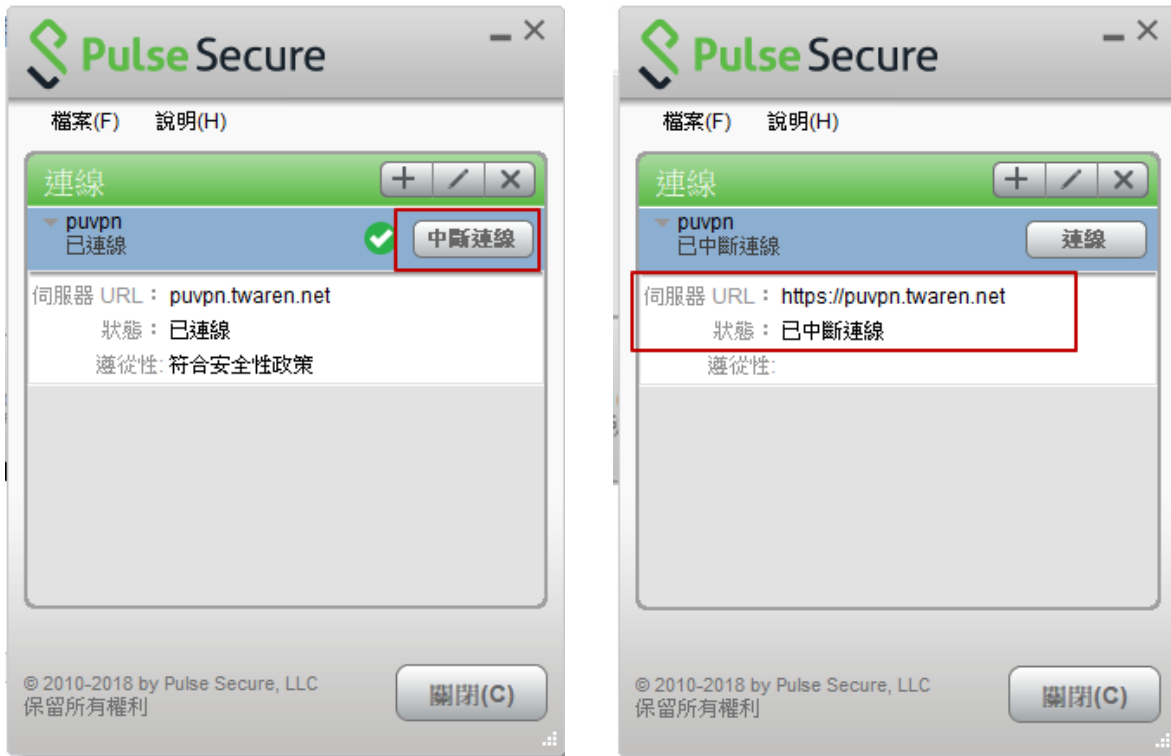 Pulse Secure
檔案(F) 說明(H)
連線
puvpn
已連線
中斷連線
伺服器 URL： puvpn.twaren.net
狀態： 已連線
遵從性: 符合安全性政策
© 2010-2018 by Pulse Secure, LLC
保留所有權利
關閉(C)
Pulse Secure
檔案(F) 說明(H)
連線
puvpn
已中斷連線
連線
伺服器 URL： https://puvpn.twaren.net
狀態： 已中斷連線
遵從性:
© 2010-2018 by Pulse Secure, LLC
保留所有權利
關閉(C)